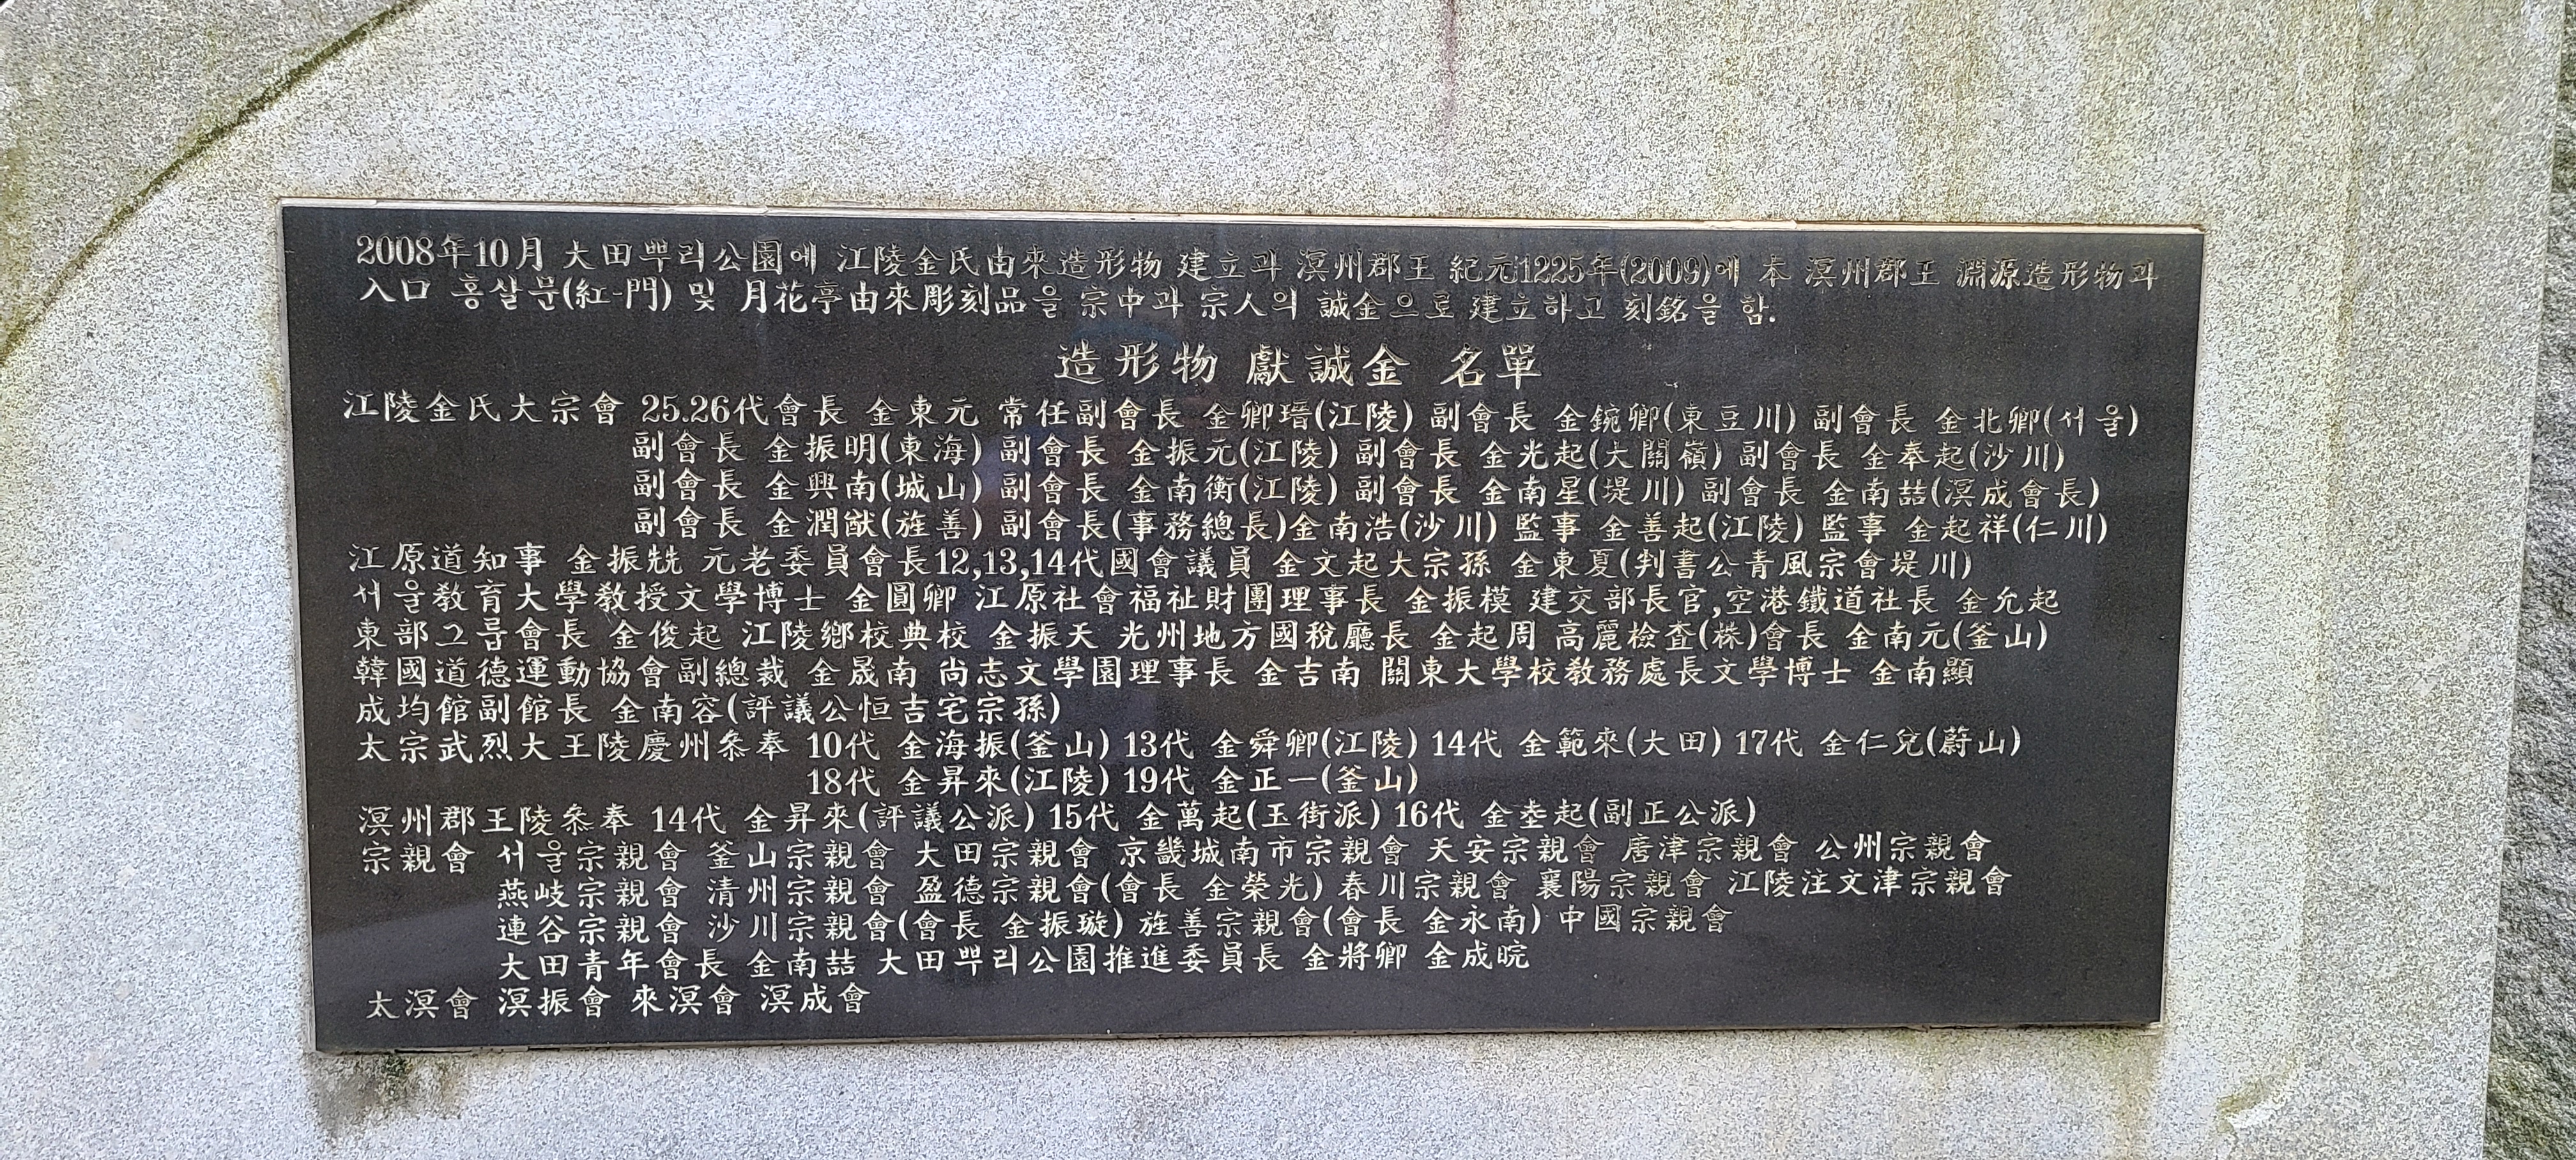 2008年10月 大田뿌리公園에 江陵金氏由來造形物 建立과 溟州郡王 紀元1225年(2009)에 本 溟州郡王 淵源造形物과
入口 홍살문(紅-門) 및 月花亭由來彫刻品을 宗中과 宗人의 誠金으로 建立하고 刻銘을 함.
造形物 獻誠金 名單
江陵金氏大宗會 25.26代會長 金東元 常任副會長 金卿瑨(江陵) 副會長 金鋺卿(東豆川) 副會長 金北卿(서울)
副會長 金振明(東海) 副會長 金振元(江陵) 副會長 金光起(大關嶺) 副會長 金奉起(沙川)
副會長 金興南(城山) 副會長 金南衡(江陵) 副會長 金南星(堤川) 副會長 金南喆(溟成會長)
副會長 金潤猷(旌善) 副會長(事務總長)金南浩(沙川) 監事 金善起(江陵) 監事 金起祥(仁川)
江原道知事 金振兟 元老委員會長12,13,14代國會議員 金文起大宗孫 金東夏(判書公青風宗會堤川)
서울教育大學教授文學博士 金圓卿 江原社會福祉財團理事長 金振模 建交部長官,空港鐵道社長 金允起
東部그룹會長 金俊起 江陵鄉校典校 金振天 光州地方國稅廳長 金起周 高麗檢査(株)會長 金南元(釜山)
韓國道德運動協會副總裁 金晟南 尚志文學園理事長 金吉南 關東大學校敎務處長文學博士 金南顯
成均館副館長 金南容(評議公恒吉宅宗孫)
太宗武烈大王陵慶州叅奉 10代 金海振(釜山) 13代 金舜卿(江陵) 14代 金範來(大田) 17代 金仁兌(蔚山)
18代 金昇來(江陵) 19代 金正一(釜山)
溟州郡王陵叅奉 14代 金昇來(評議公派) 15代 金萬起(玉街派) 16代 金坴起(副正公派)
宗親會 서울宗親會 釜山宗親會 大田宗親會 京畿城南市宗親會 天安宗親會 唐津宗親會 公州宗親會
燕岐宗親會 清州宗親會 盈德宗親會(會長 金榮光) 春川宗親會 襄陽宗親會 江陵注文津宗親會
連谷宗親會 沙川宗親會(會長 金振璇) 旌善宗親會(會長 金永南) 中國宗親會
大田青年會長 金南喆 大田뿌리公園推進委員長 金將卿 金成晥
太溟會 溟振會 來溟會 溟成會